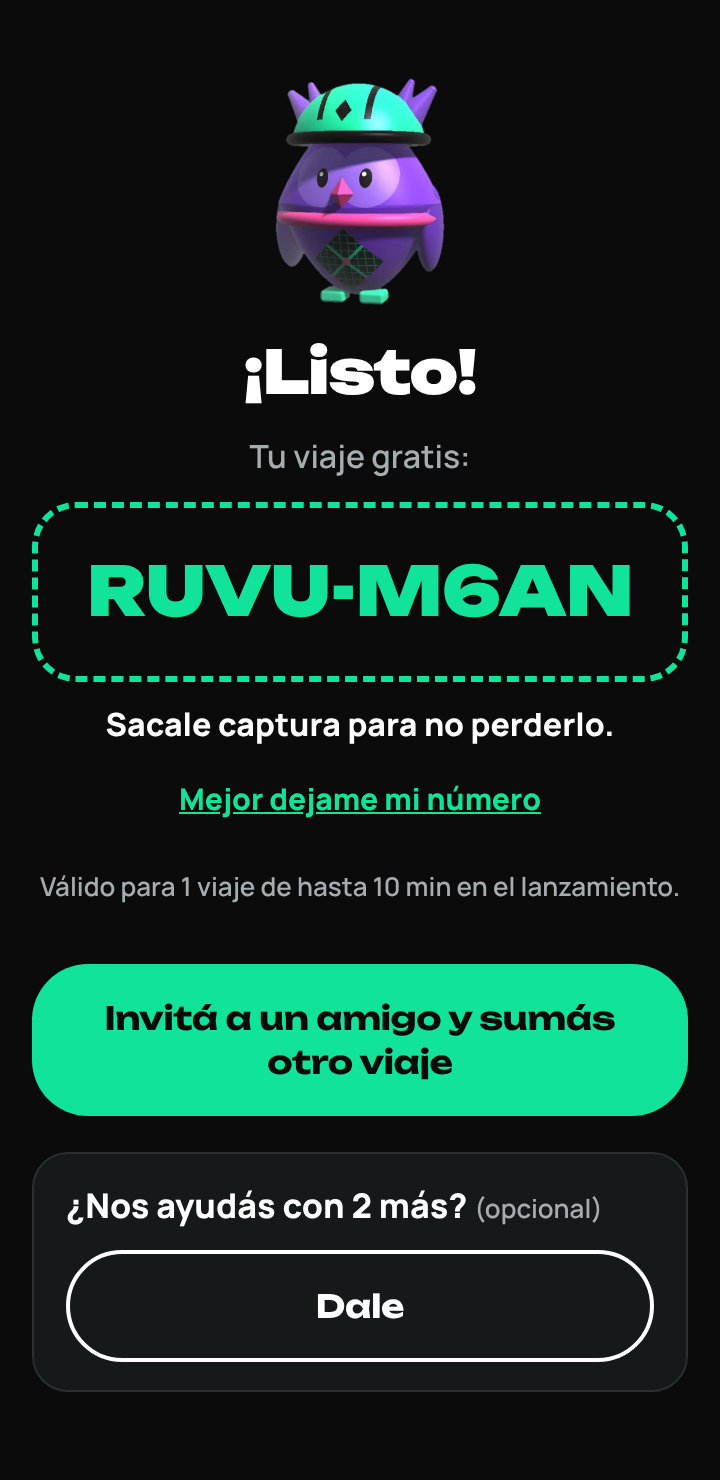 ¡Listo!
Tu viaje gratis:
RUVU-M6AN
Sacale captura para no perderlo.
Mejor dejame mi número
Válido para 1 viaje de hasta 10 min en el lanzamiento.
Invitá a un amigo y sumás
otro viaje
¿Nos ayudás con 2 más? (opcional)
Dale